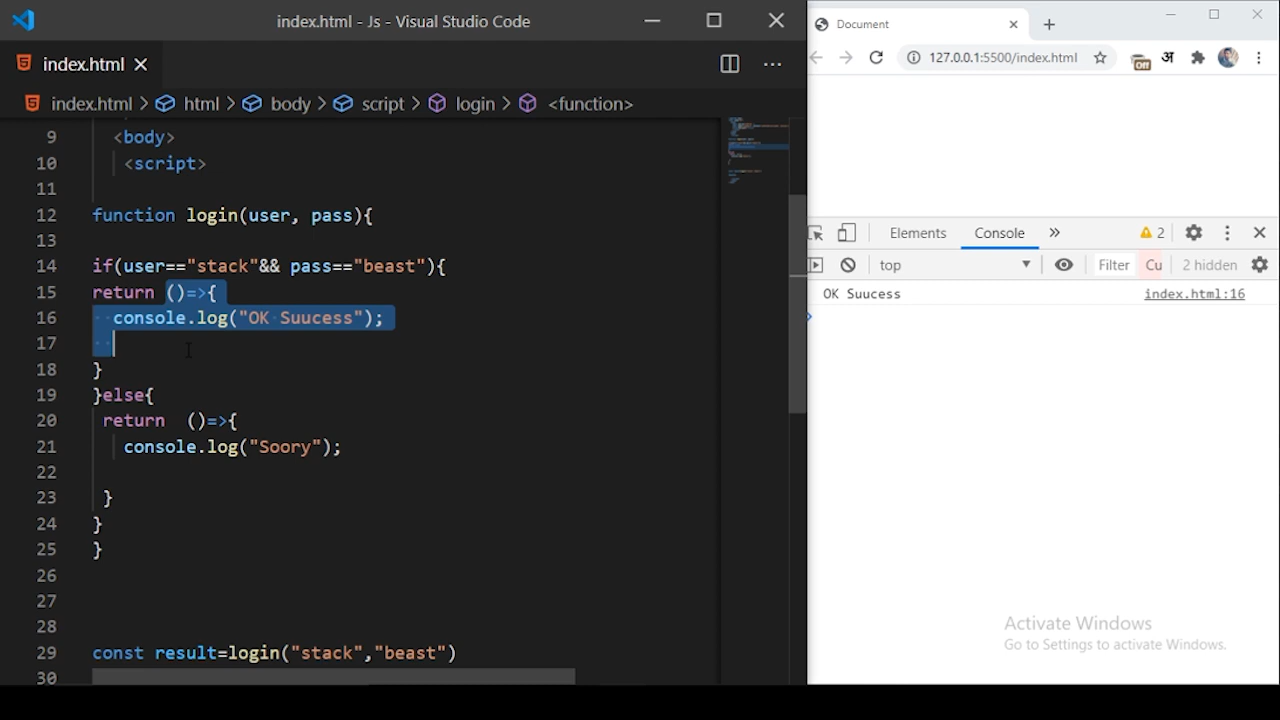 index.html - Js - Visual Studio Code
index.html
index.html > html > body > script > login > <function>
9 <body>
10 <script>
11
12 function login(user, pass){
13
14 if(user=="stack"&& pass=="beast"){
15 return ()=>{
16 console.log("OK Suucess");
17
18 }
19 }else{
20 return ()=>{
21 console.log("Soory");
22
23 }
24 }
25 }
26
27
28
29 const result=login("stack","beast")
30
Document
127.0.0.1:5500/index.html
Off
अ
Elements Console 2
top Filter Cu 2 hidden
OK Suucess index.html:16
Activate Windows
Go to Settings to activate Windows.